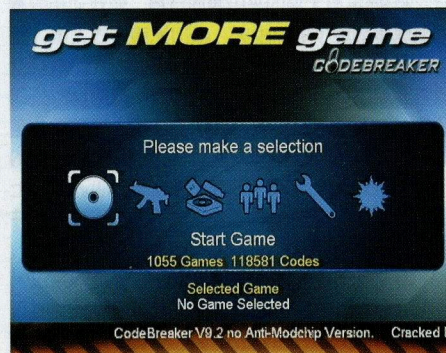 get MORE game
CODEBREAKER
Please make a selection
Start Game
1055 Games 118581 Codes
Selected Game
No Game Selected
CodeBreaker V9.2 no Anti-Modchip Version. Cracked